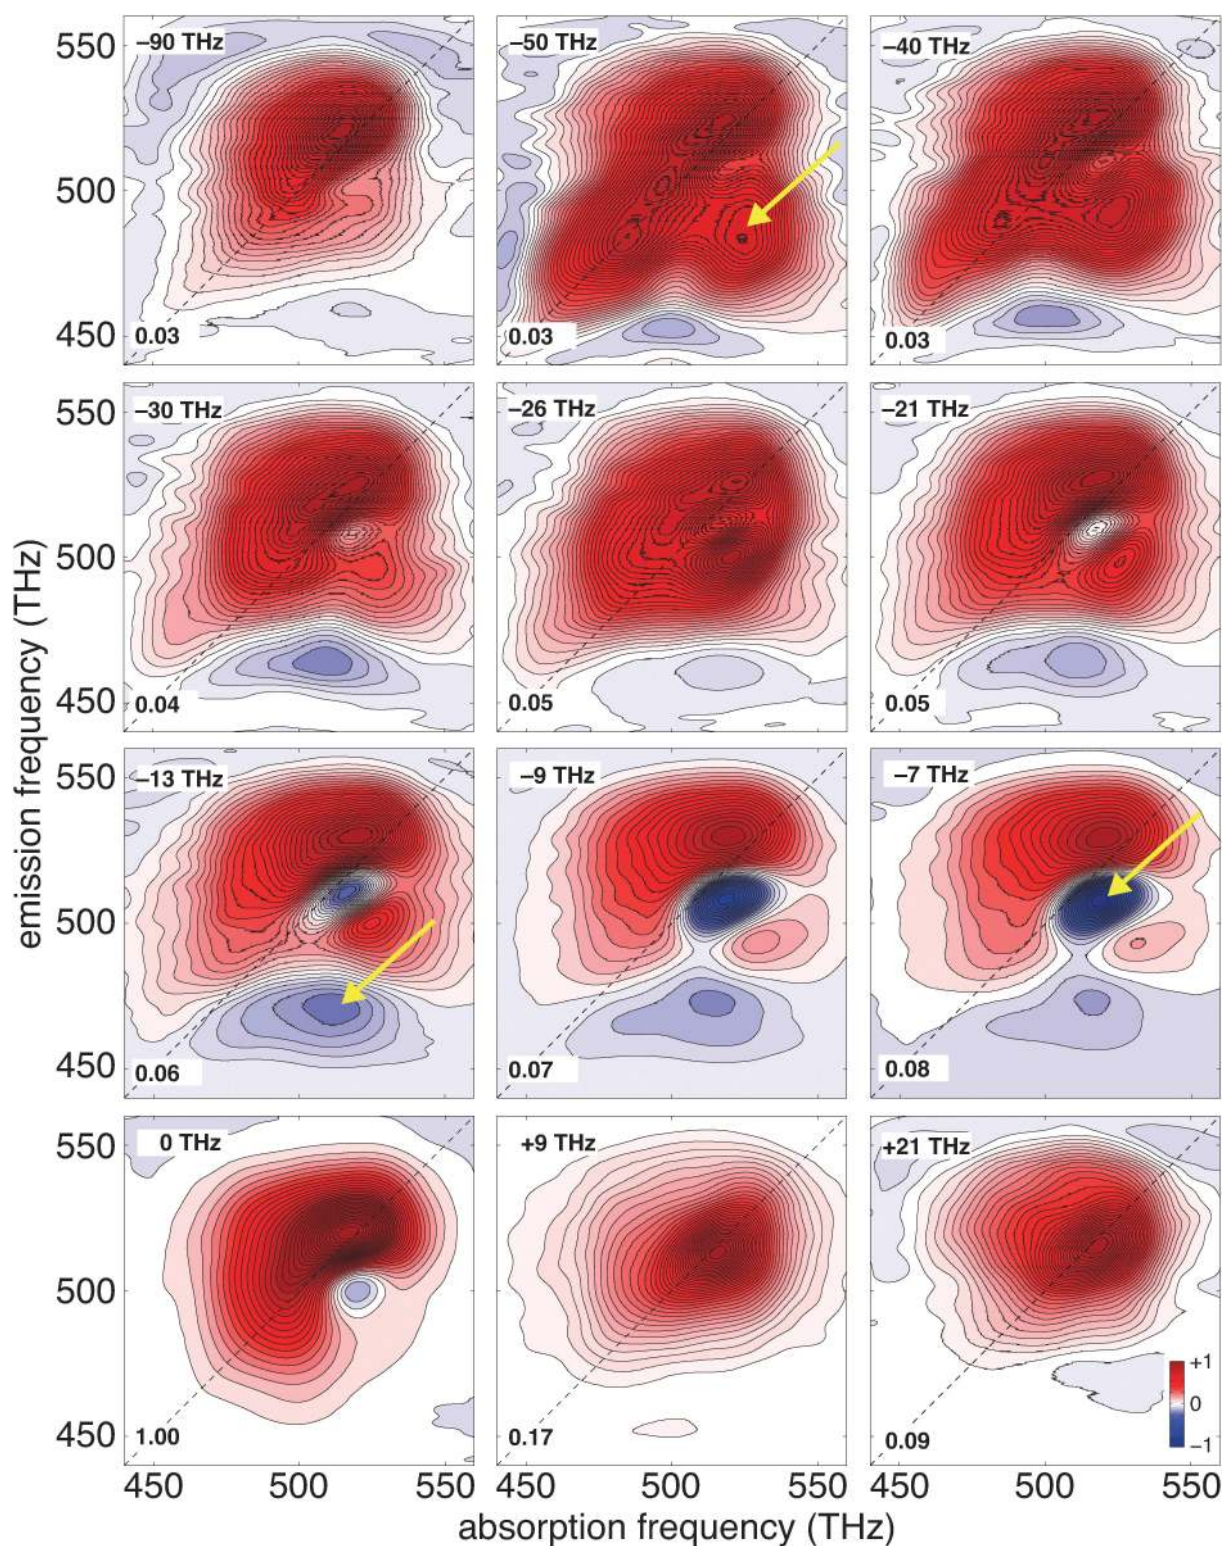 emission frequency (THz)
550
500
450
–90 THz
0.03
–50 THz
0.03
–40 THz
0.03
550
500
450
–30 THz
0.04
–26 THz
0.05
–21 THz
0.05
550
500
450
–13 THz
0.06
–9 THz
0.07
–7 THz
0.08
550
500
450
0 THz
1.00
+9 THz
0.17
+21 THz
0.09
+1
0
–1
450 500 550
450 500 550
450 500 550
absorption frequency (THz)